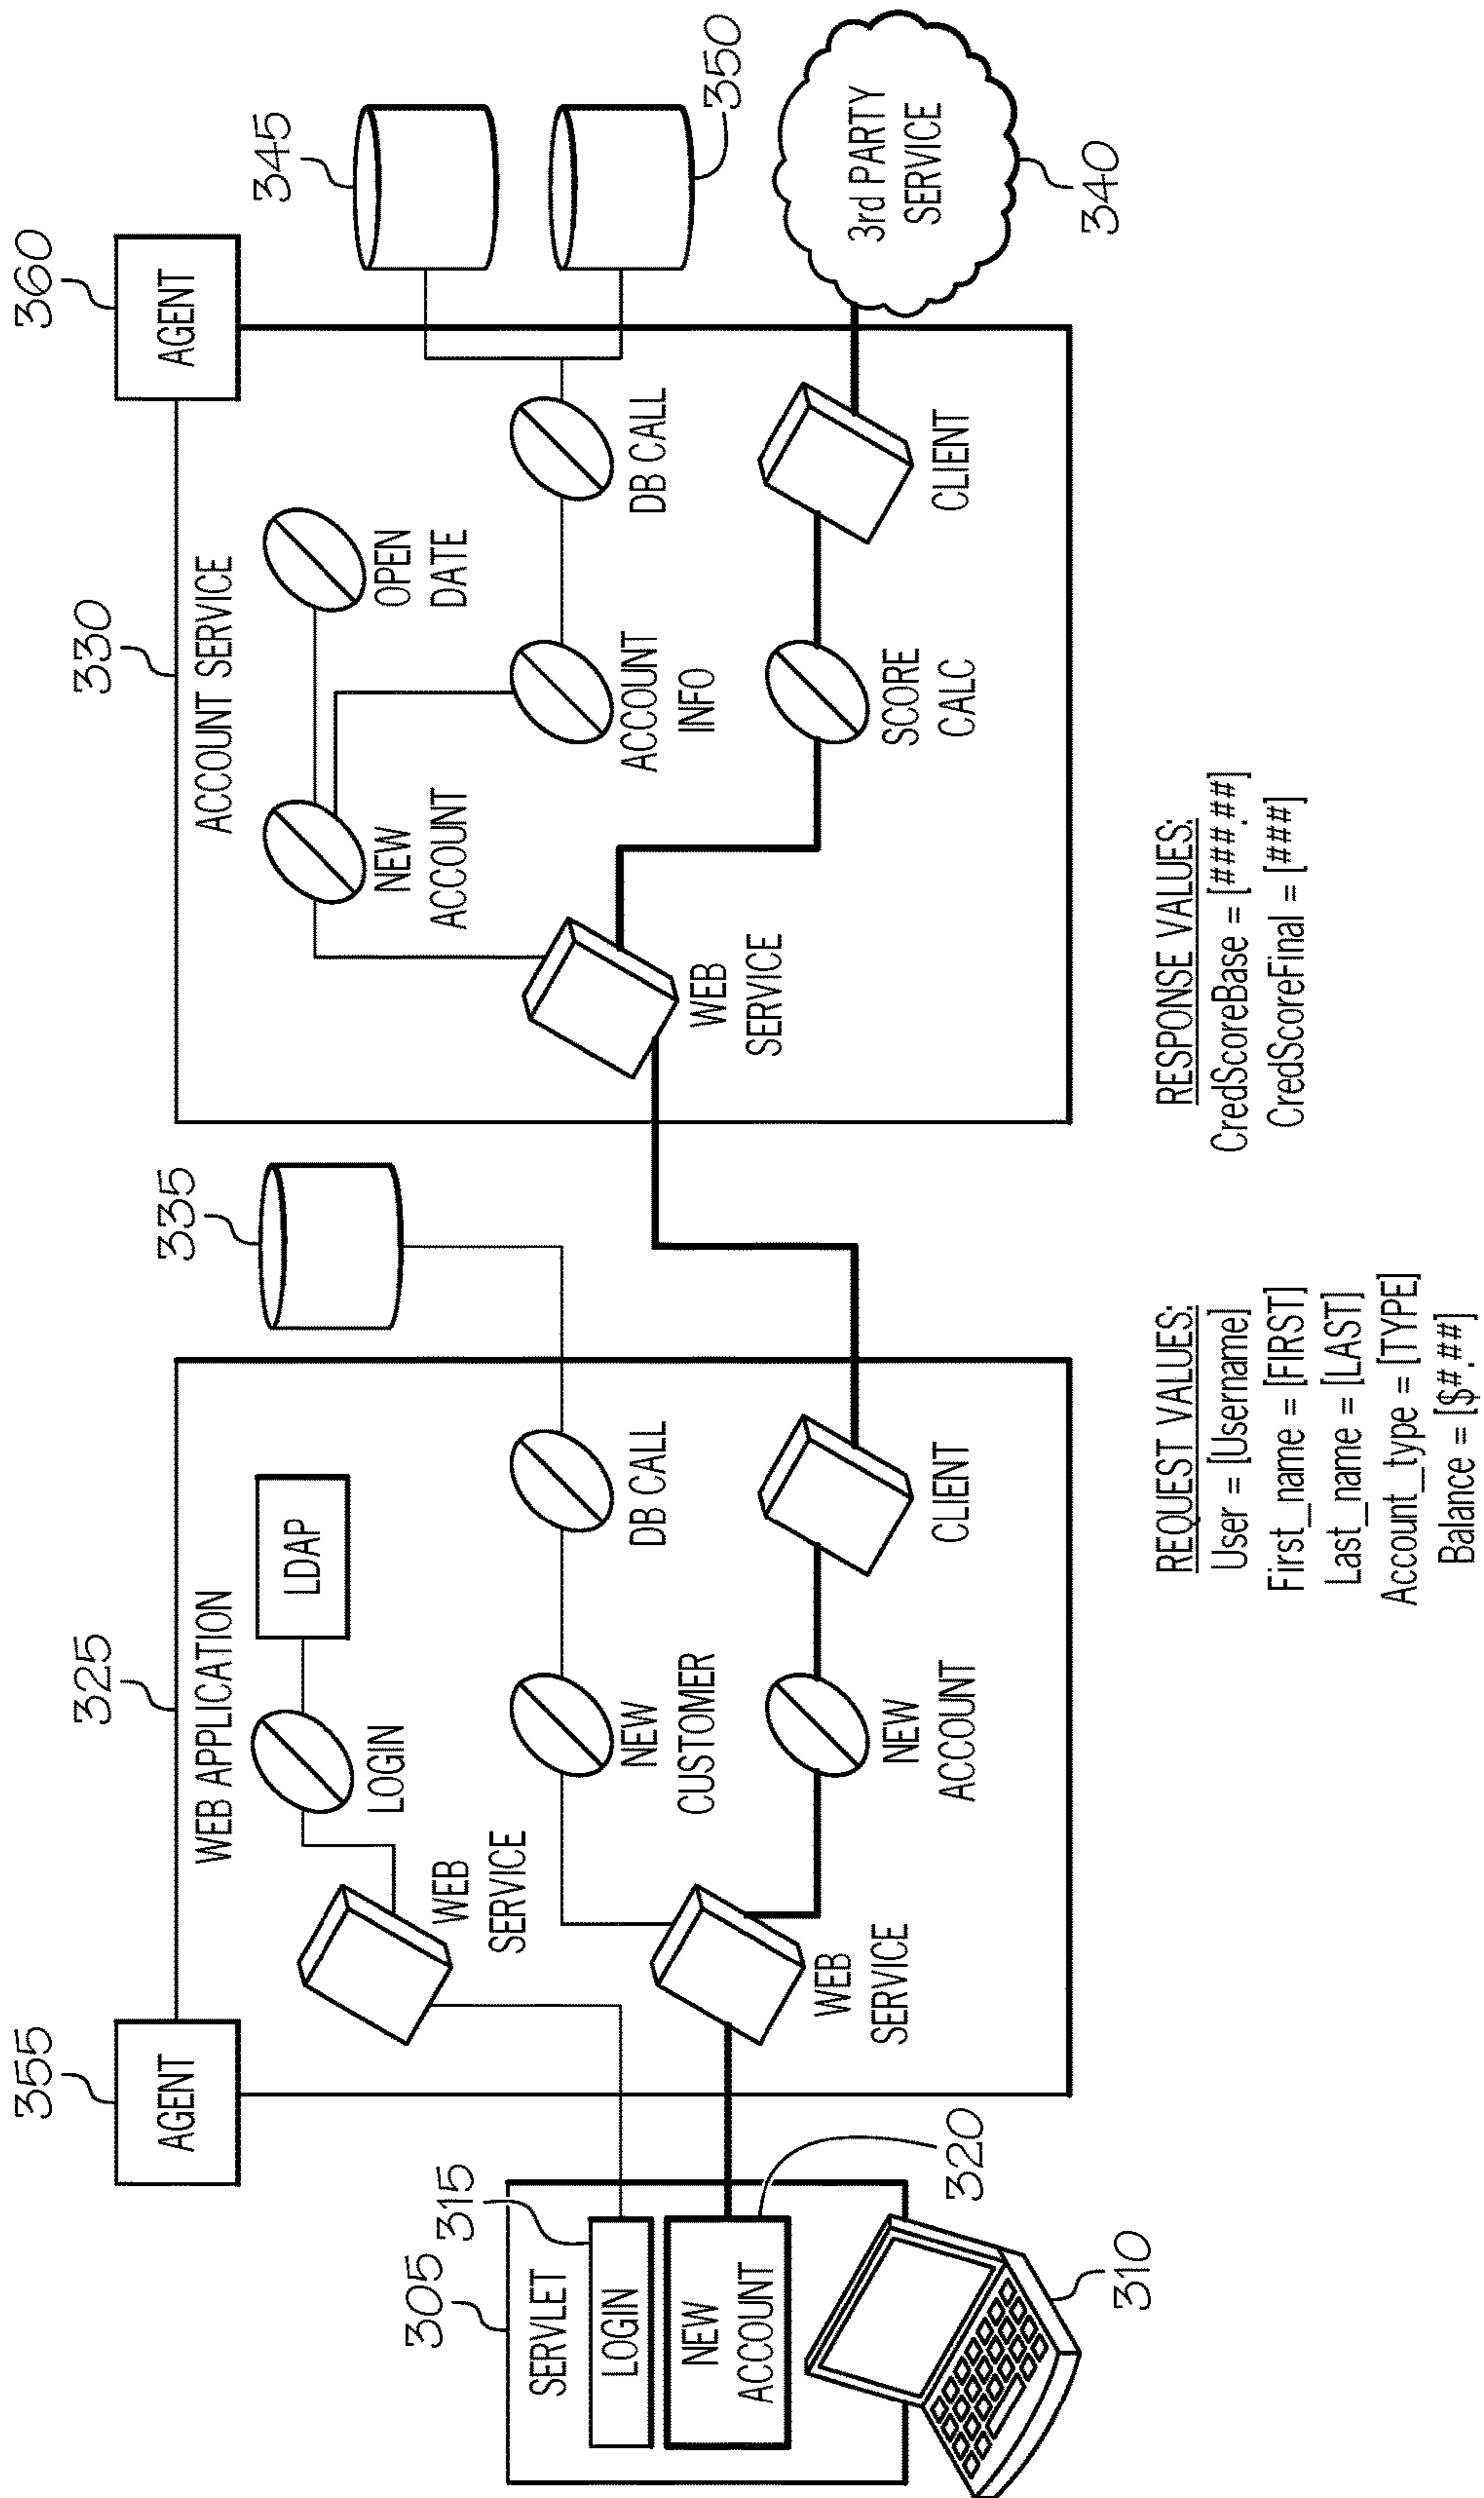 355
AGENT
325
WEB APPLICATION
335
330
ACCOUNT SERVICE
360
AGENT
345
350
305
SERVLET
315
LOGIN
NEW
ACCOUNT
320
310
WEB
SERVICE
LOGIN
LDAP
WEB
SERVICE
NEW
CUSTOMER
DB CALL
NEW
ACCOUNT
CLIENT
WEB
SERVICE
NEW
ACCOUNT
OPEN
DATE
ACCOUNT
INFO
DB CALL
SCORE
CALC
CLIENT
3rd PARTY
SERVICE
340
REQUEST VALUES:
User = [Username]
First_name = [FIRST]
Last_name = [LAST]
Account_type = [TYPE]
Balance = [$#.##]
RESPONSE VALUES:
CredScoreBase = [###.##]
CredScoreFinal = [###]